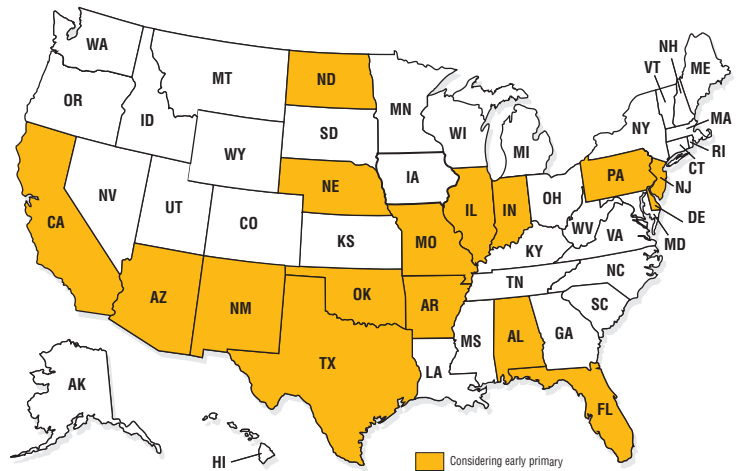 WA
MT
ND
MN
OR
ID
SD
WI
MI
NH
VT
ME
NY
MA
RI
CT
WY
IA
NE
PA
NJ
NV
UT
CO
IL
IN
OH
DE
CA
KS
MO
WV
VA
MD
KY
AZ
NM
OK
AR
TN
NC
SC
TX
MS
AL
GA
LA
AK
FL
HI
Considering early primary